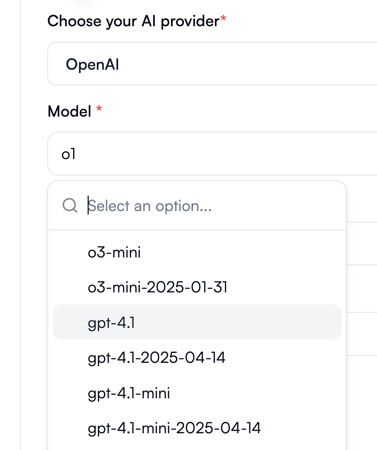 Choose your AI provider*
OpenAI
Model *
o1
Select an option...
o3-mini
o3-mini-2025-01-31
gpt-4.1
gpt-4.1-2025-04-14
gpt-4.1-mini
gpt-4.1-mini-2025-04-14